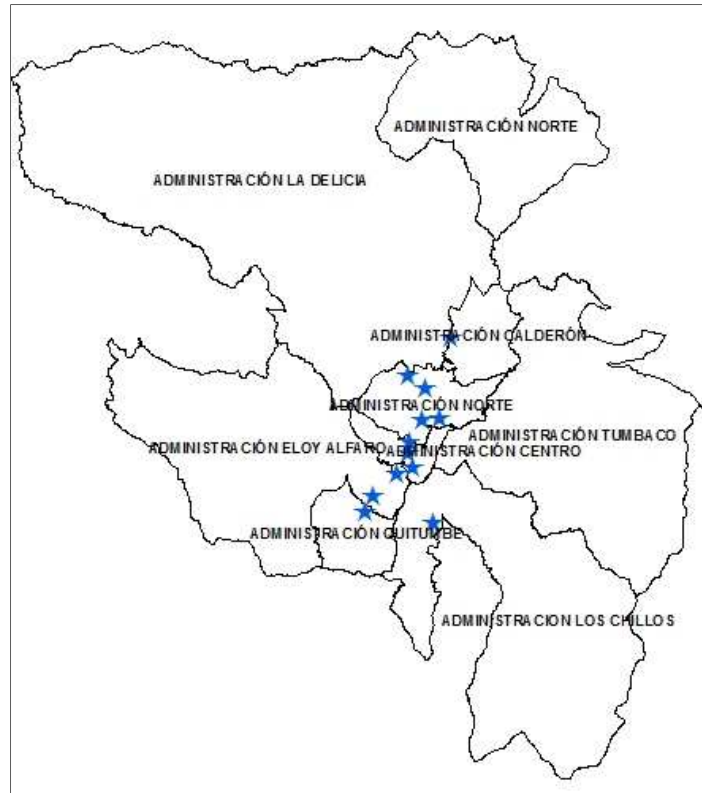 ADMINISTRACIÓN NORTE
ADMINISTRACIÓN LA DELICIA
ADMINISTRACIÓN CALDERÓN
ADMINISTRACIÓN NORTE
ADMINISTRACIÓN TUMBACO
ADMINISTRACIÓN ELOY ALFARO
ADMINISTRACIÓN CENTRO
ADMINISTRACIÓN QUITUMBE
ADMINISTRACION LOS CHILLOS